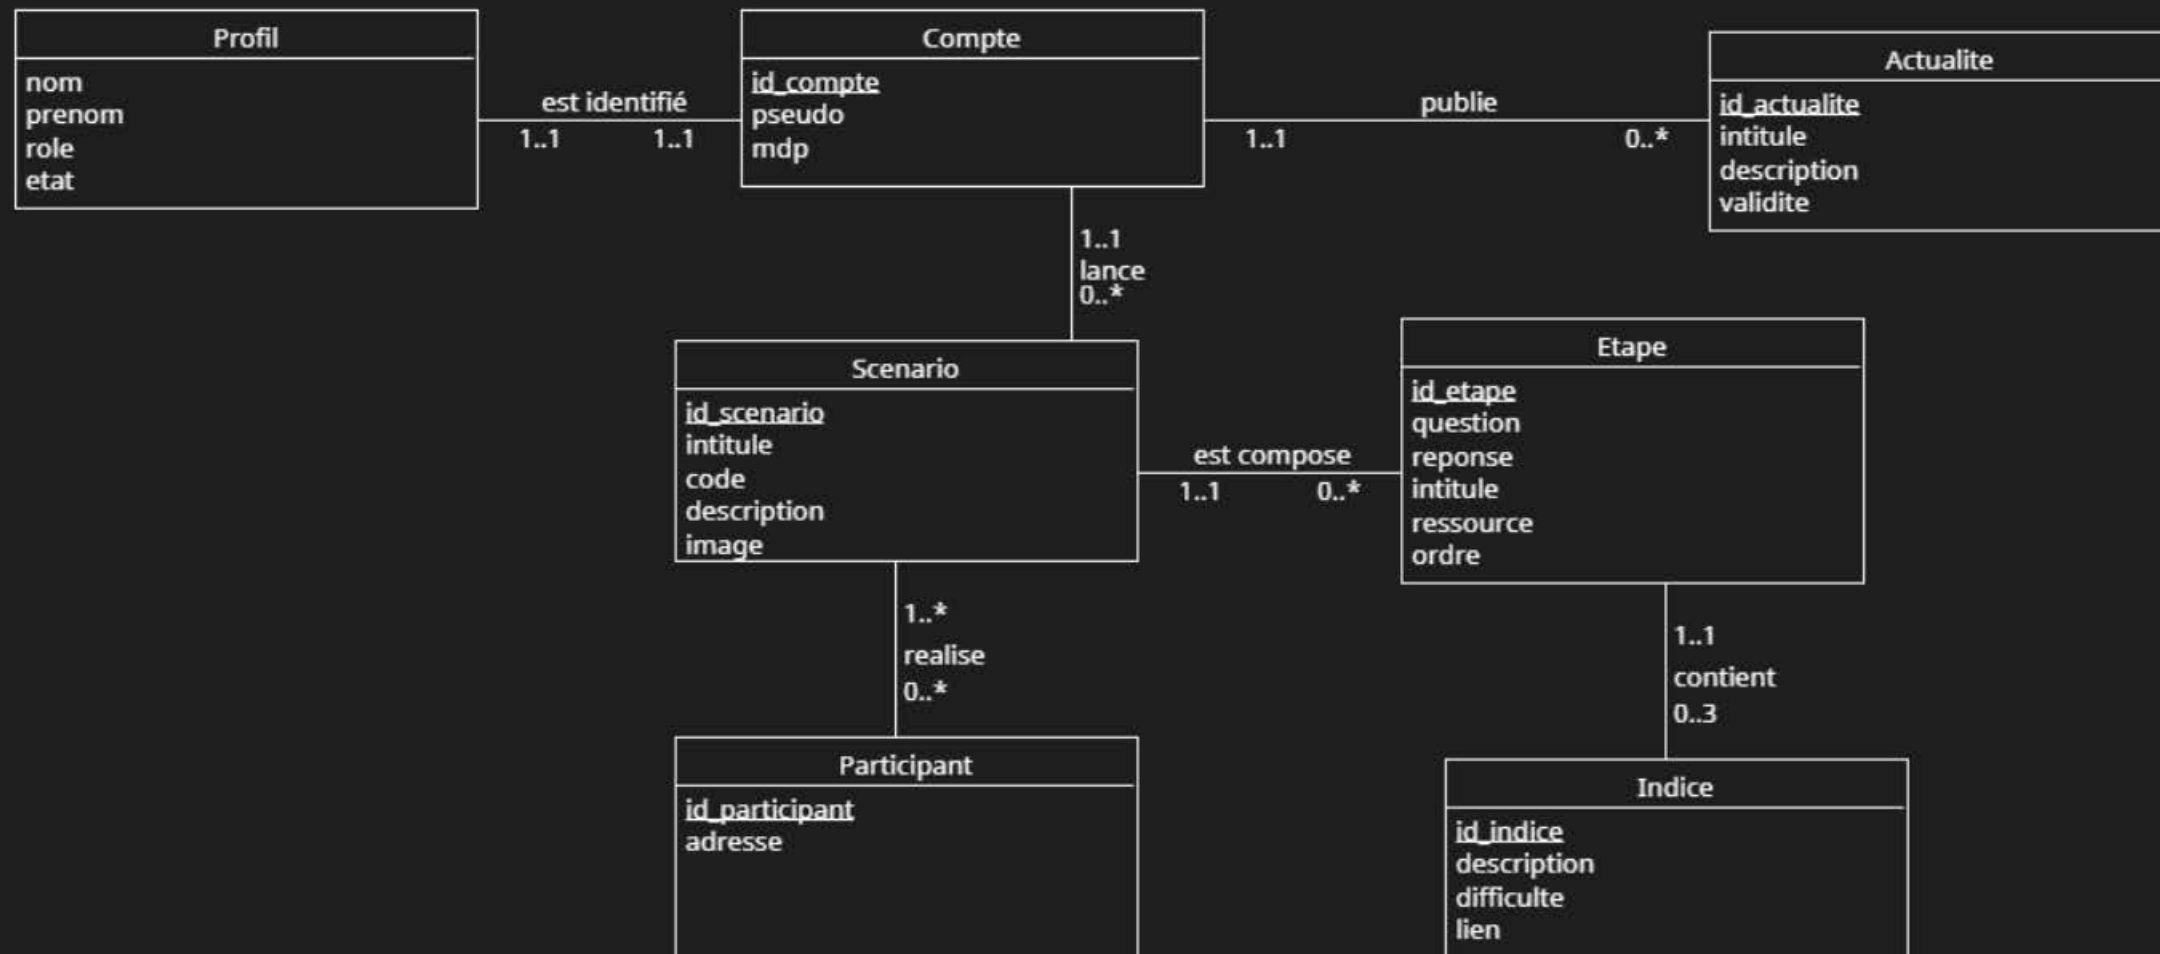 Profil
nom
prenom
role
etat
est identifié
1..1 1..1
Compte
id_compte
pseudo
mdp
publie
1..1 0..*
Actualite
id_actualite
intitule
description
validite
1..1
lance
0..*
Scenario
id_scenario
intitule
code
description
image
est compose
1..1 0..*
Etape
id_etape
question
reponse
intitule
ressource
ordre
1..*
realise
0..*
1..1
contient
0..3
Participant
id_participant
adresse
Indice
id_indice
description
difficulte
lien